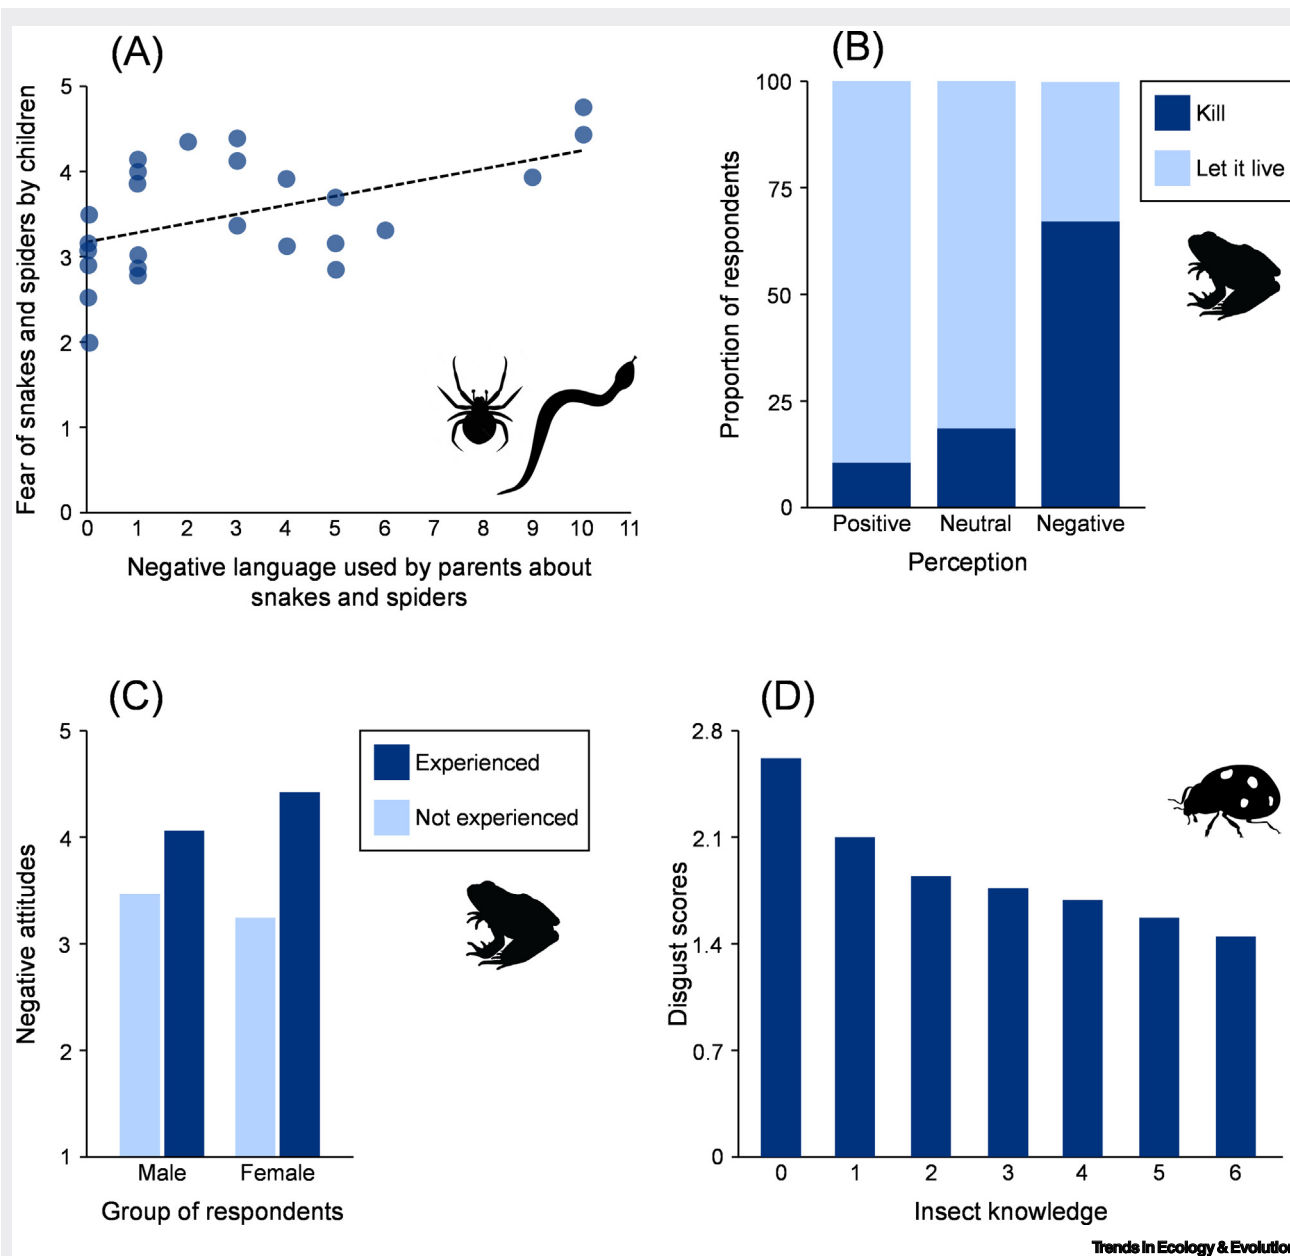 (A)
5
4
3
2
1
0
Fear of snakes and spiders by children
0 1 2 3 4 5 6 7 8 9 10 11
Negative language used by parents about
snakes and spiders
(B)
100
75
50
25
0
Proportion of respondents
Kill
Let it live
Positive Neutral Negative
Perception
(C)
5
4
3
2
1
Negative attitudes
Experienced
Not experienced
Male Female
Group of respondents
(D)
2.8
2.1
1.4
0.7
0
Disgust scores
0 1 2 3 4 5 6
Insect knowledge
Trends in Ecology & Evolution